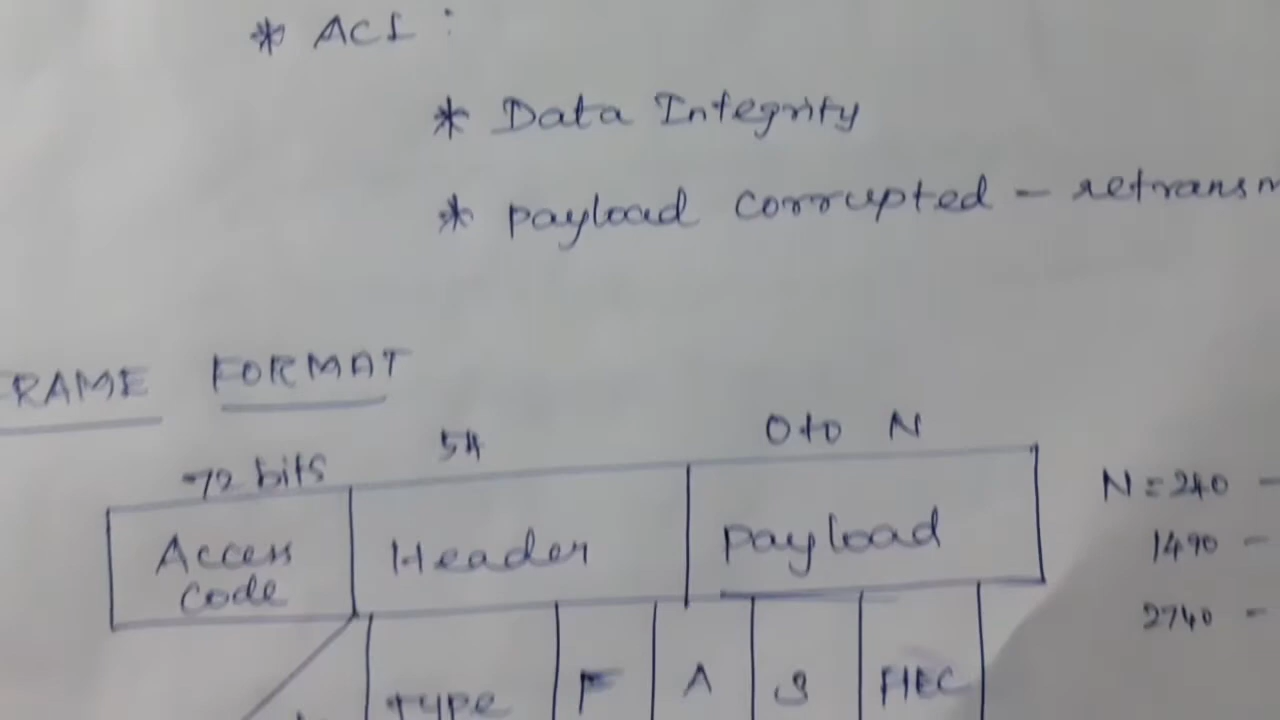 * ACL :
* Data Integrity
* payload corrupted - retransm
RAME FORMAT
72 bits 54 0 to N
Access code Header payload
N = 240 -
1490 -
2740 -
Type F A S HEC